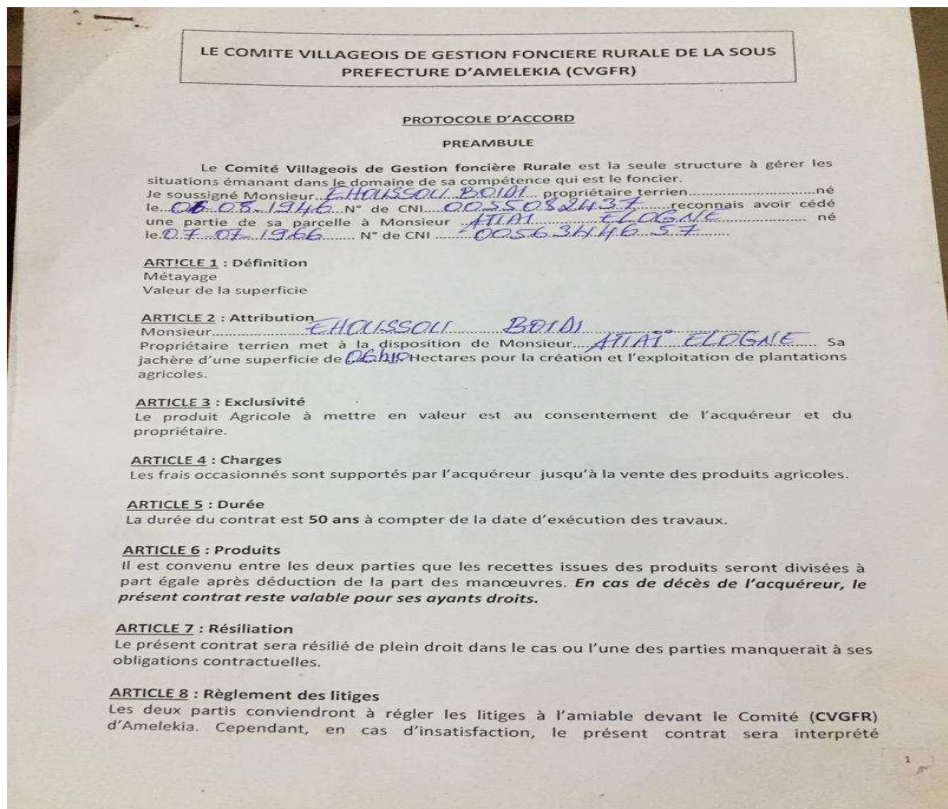 LE COMITE VILLAGEOIS DE GESTION FONCIERE RURALE DE LA SOUS
PREFECTURE D'AMELEKIA (CVGFR)
PROTOCOLE D'ACCORD
PREAMBULE
Le Comité Villageois de Gestion foncière Rurale est la seule structure à gérer les
situations émanant dans le domaine de sa compétence qui est le foncier.
Je soussigné Monsieur EHOUSSOU BOIDI propriétaire terrien..................né
le 06-03-1946 N° de CNI 0035082437 reconnais avoir cédé
une partie de sa parcelle à Monsieur ATIAI ELOGNE né
le 07-07-1966 N° de CNI 00563446 57
ARTICLE 1 : Définition
Métayage
Valeur de la superficie
ARTICLE 2 : Attribution
Monsieur EHOUSSOU BOIDI
Propriétaire terrien met à la disposition de Monsieur ATIAÏ ELOGNE Sa
jachère d'une superficie de Hectares pour la création et l'exploitation de plantations
agricoles.
ARTICLE 3 : Exclusivité
Le produit Agricole à mettre en valeur est au consentement de l'acquéreur et du
propriétaire.
ARTICLE 4 : Charges
Les frais occasionnés sont supportés par l'acquéreur jusqu'à la vente des produits agricoles.
ARTICLE 5 : Durée
La durée du contrat est 50 ans à compter de la date d'exécution des travaux.
ARTICLE 6 : Produits
Il est convenu entre les deux parties que les recettes issues des produits seront divisées à
part égale après déduction de la part des manœuvres. En cas de décès de l'acquéreur, le
présent contrat reste valable pour ses ayants droits.
ARTICLE 7 : Résiliation
Le présent contrat sera résilié de plein droit dans le cas ou l'une des parties manquerait à ses
obligations contractuelles.
ARTICLE 8 : Règlement des litiges
Les deux partis conviendront à régler les litiges à l'amiable devant le Comité (CVGFR)
d'Amelekia. Cependant, en cas d'insatisfaction, le présent contrat sera interprété
1